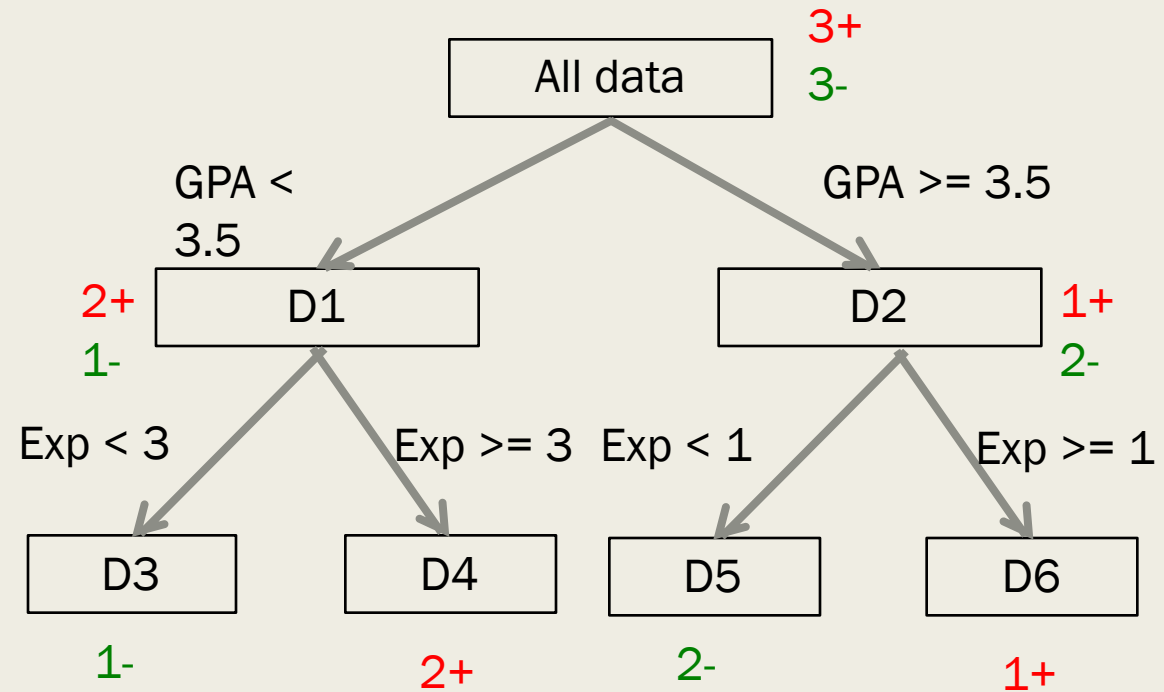 3+
All data
3-
GPA <
3.5
GPA >= 3.5
2+
1-
D1
D2
1+
2-
Exp < 3
Exp >= 3
Exp < 1
Exp >= 1
D3
D4
D5
D6
1-
2+
2-
1+